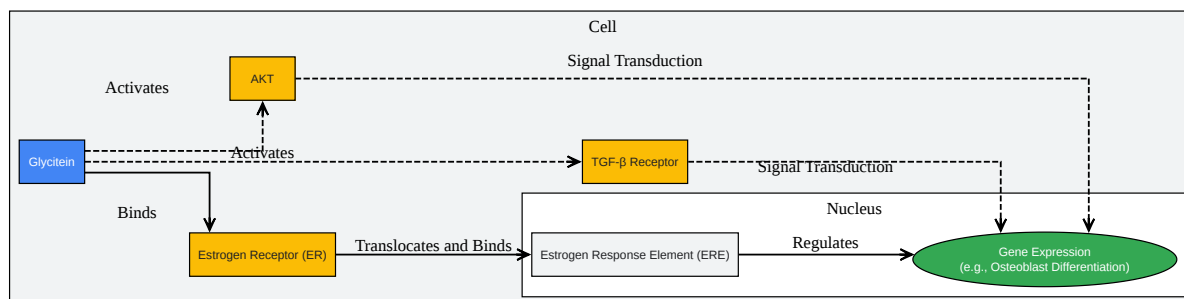 Cell
Signal Transduction
AKT
Activates
Glycitein
Activates
TGF-β Receptor
Signal Transduction
Binds
Nucleus
Estrogen Receptor (ER)
Translocates and Binds
Estrogen Response Element (ERE)
Regulates
Gene Expression
(e.g., Osteoblast Differentiation)